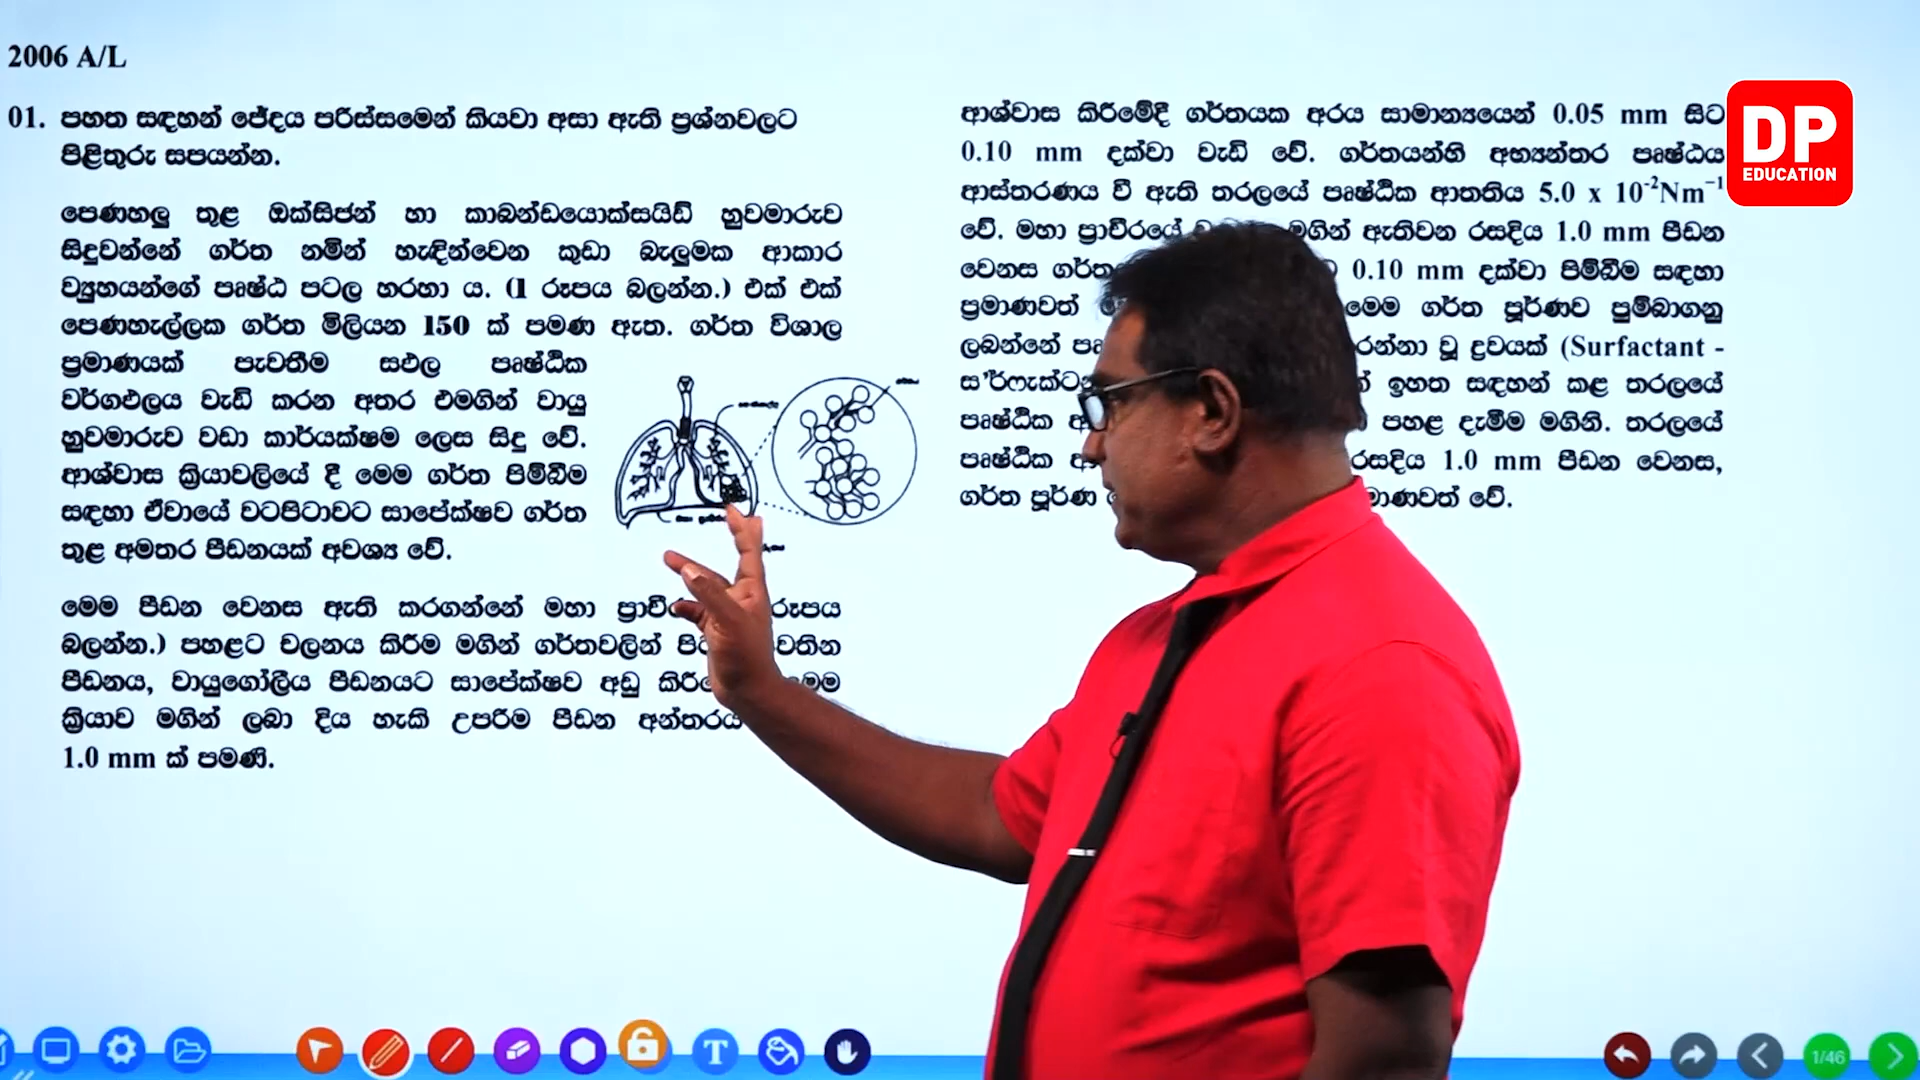 2006 A/L
01. පහත සඳහන් ඡේදය පරිස්සමෙන් කියවා අසා ඇති ප්‍රශ්නවලට
පිළිතුරු සපයන්න.
පෙණහලු තුළ ඔක්සිජන් හා කාබන්ඩයොක්සයිඩ් හුවමාරුව
සිදුවන්නේ ගර්ත නමින් හැඳින්වෙන කුඩා බැලුමක ආකාර
ව්‍යුහයන්ගේ පෘෂ්ඨ පටල හරහා ය. (1 රූපය බලන්න.) එක් එක්
පෙණහැල්ලක ගර්ත මිලියන 150 ක් පමණ ඇත. ගර්ත විශාල
ප්‍රමාණයක් පැවතීම සඵල පෘෂ්ඨික
වර්ගඵලය වැඩි කරන අතර එමගින් වායු
හුවමාරුව වඩා කාර්යක්ෂම ලෙස සිදු වේ.
ආශ්වාස ක්‍රියාවලියේ දී මෙම ගර්ත පිම්බීම
සඳහා ඒවායේ වටපිටාවට සාපේක්ෂව ගර්ත
තුළ අමතර පීඩනයක් අවශ්‍ය වේ.
මෙම පීඩන වෙනස ඇති කරගන්නේ මහා රූපය
බලන්න.) පහළට චලනය කිරීම මගින් ගර්තවලින්
පීඩනය, වායුගෝලීය පීඩනයට සාපේක්ෂව අඩු
ක්‍රියාව මගින් ලබා දිය හැකි උපරිම පීඩන අන්තරය
1.0 mm ක් පමණි.
ආශ්වාස කිරීමේදී ගර්තයක අරය සාමාන්‍යයෙන් 0.05 mm සිට
0.10 mm දක්වා වැඩි වේ. ගර්තයන්හි අභ්‍යන්තර පෘෂ්ඨය
ආස්තරණය වී ඇති තරලයේ පෘෂ්ඨික ආතතිය 5.0 x 10⁻²Nm⁻¹
වේ. මහා ප්‍රාචීරයේ මගින් ඇතිවන රසදිය 1.0 mm පීඩන
වෙනස 0.10 mm දක්වා පිම්බීම සඳහා
ප්‍රමාණවත් මෙම ගර්ත පූර්ණව පුම්බාගනු
ලබන්නේ වූ ද්‍රවයක් (Surfactant -
ඉහත සඳහන් කළ තරලයේ
පෘෂ්ඨික පහළ දැමීම මගිනි. තරලයේ
පෘෂ්ඨික රසදිය 1.0 mm පීඩන වෙනස,
ගර්ත පූර්ණ වේ.
DP
EDUCATION
T
1/46